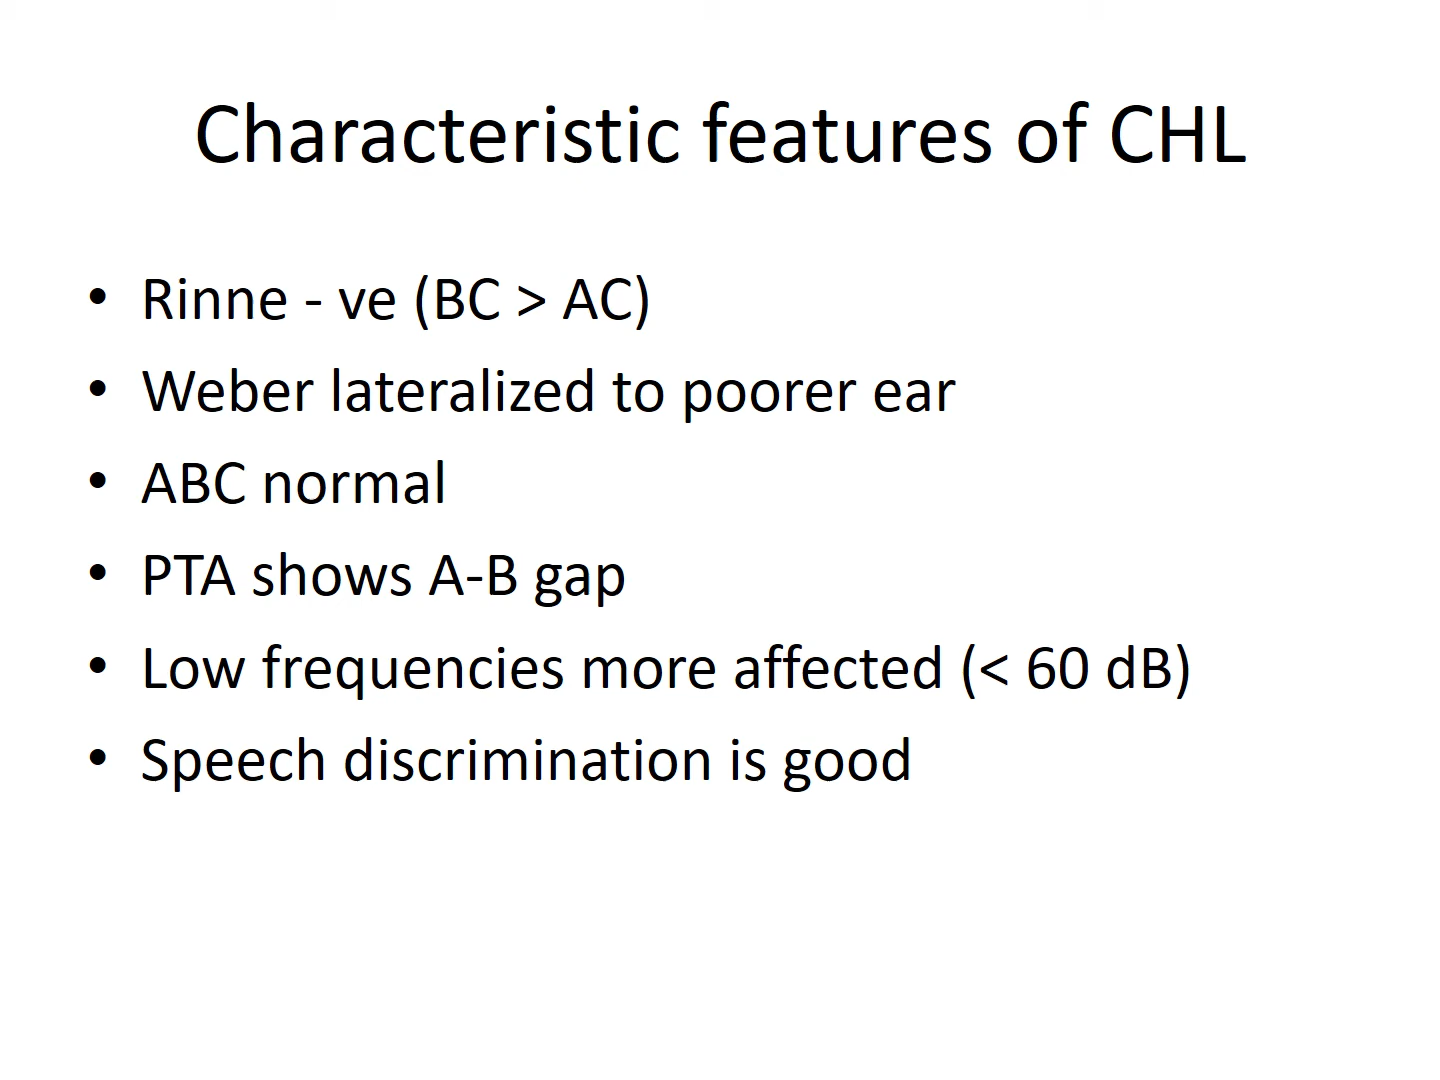 Characteristic features of CHL
• Rinne - ve (BC > AC)
• Weber lateralized to poorer ear
• ABC normal
• PTA shows A-B gap
• Low frequencies more affected (< 60 dB)
• Speech discrimination is good